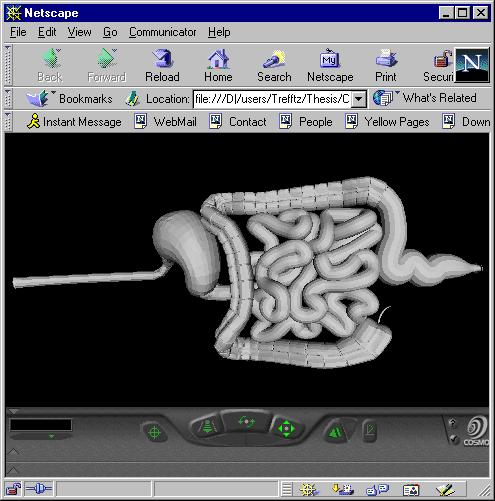 Netscape
File Edit View Go Communicator Help
Back Forward Reload Home Search My Netscape Print Securi N
Bookmarks Location: file:///D|/users/Trefftz/Thesis/C What's Related
Instant Message WebMail Contact People Yellow Pages Down
COSMO